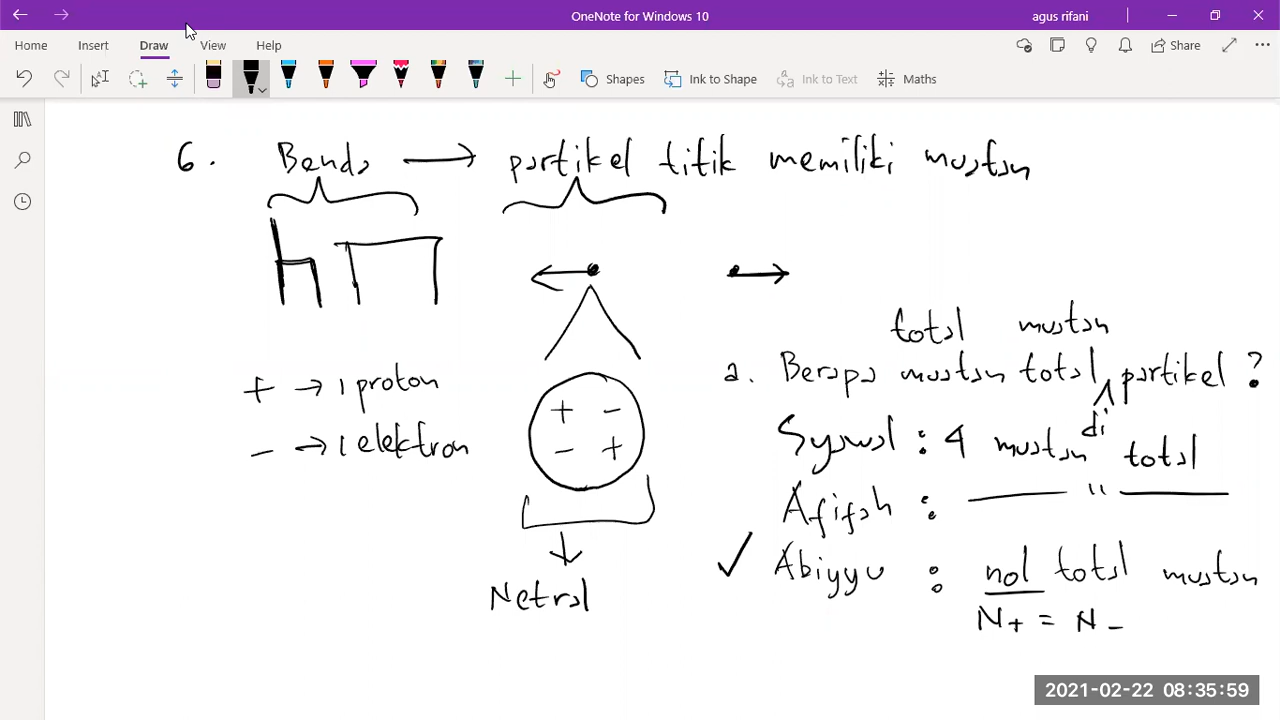 OneNote for Windows 10
agus rifani
Home Insert Draw View Help
Share
Shapes Ink to Shape Ink to Text Maths
6. Benda → partikel titik memiliki muatan
total muatan
a. Berapa muatan total partikel ?
di
+ → 1 proton
- → 1 elektron
+ -
- +
Netral
Syawal : 4 muatan total
Afifah : — " —
✓ Abiyyu : nol total muatan
N+ = N-
2021-02-22 08:35:59